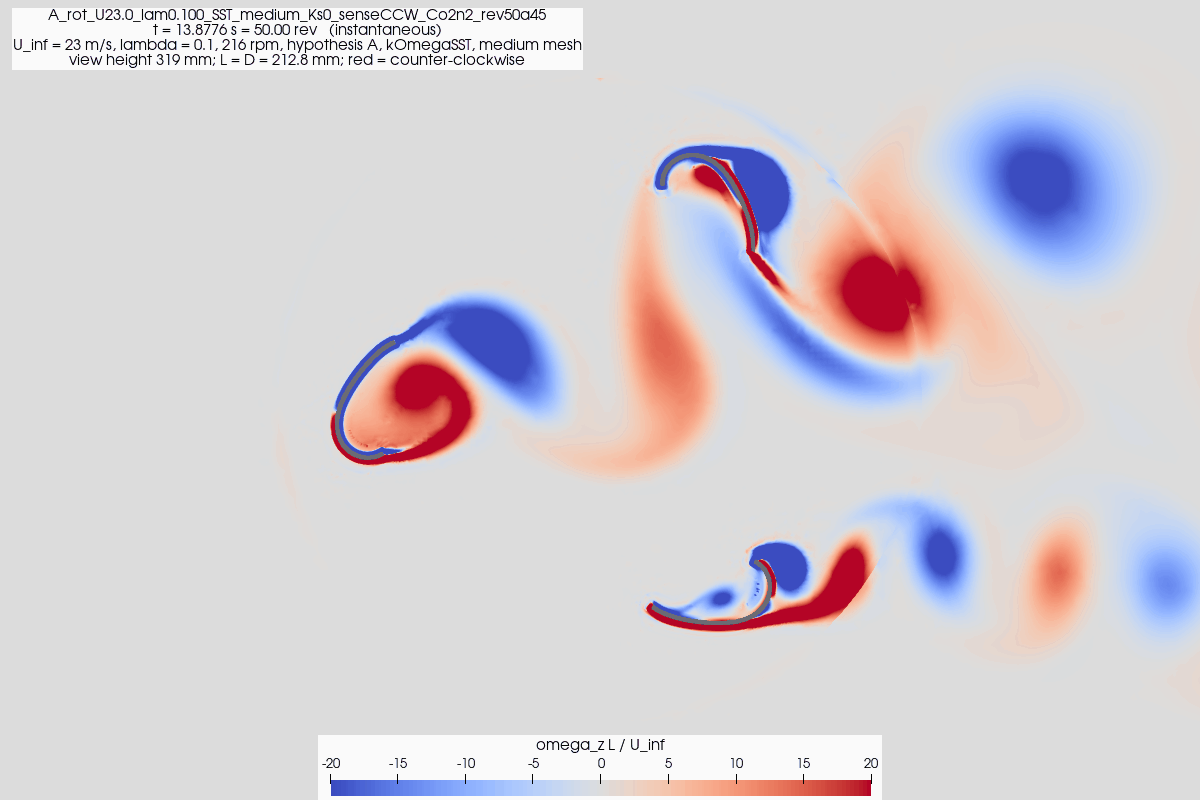 A_rot_U23.0_lam0.100_SST_medium_Ks0_senseCCW_Co2n2_rev50a45
t = 13.8776 s = 50.00 rev (instantaneous)
U_inf = 23 m/s, lambda = 0.1, 216 rpm, hypothesis A, kOmegaSST, medium mesh
view height 319 mm; L = D = 212.8 mm; red = counter-clockwise
omega_z L / U_inf
-20 -15 -10 -5 0 5 10 15 20